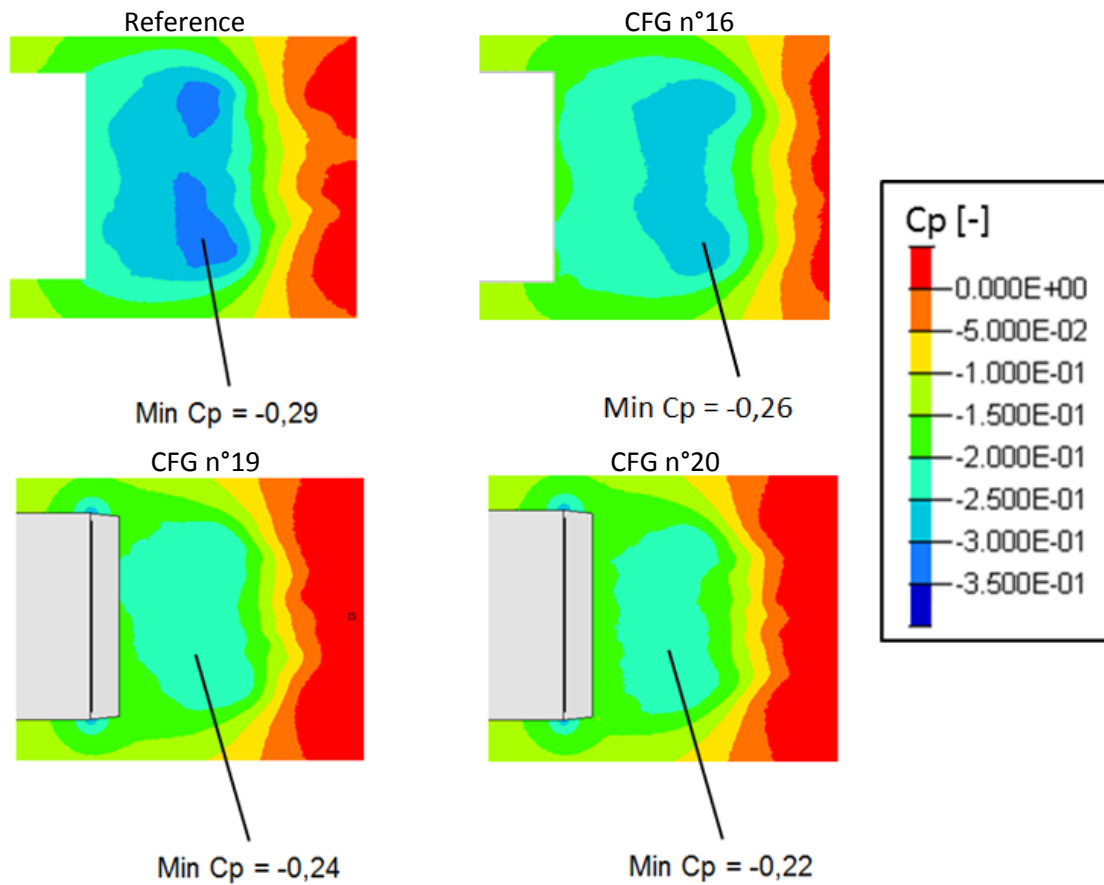 Reference
CFG n°16
Min Cp = -0,29
Min Cp = -0,26
CFG n°19
CFG n°20
Min Cp = -0,24
Min Cp = -0,22
Cp [-]
0.000E+00
-5.000E-02
-1.000E-01
-1.500E-01
-2.000E-01
-2.500E-01
-3.000E-01
-3.500E-01